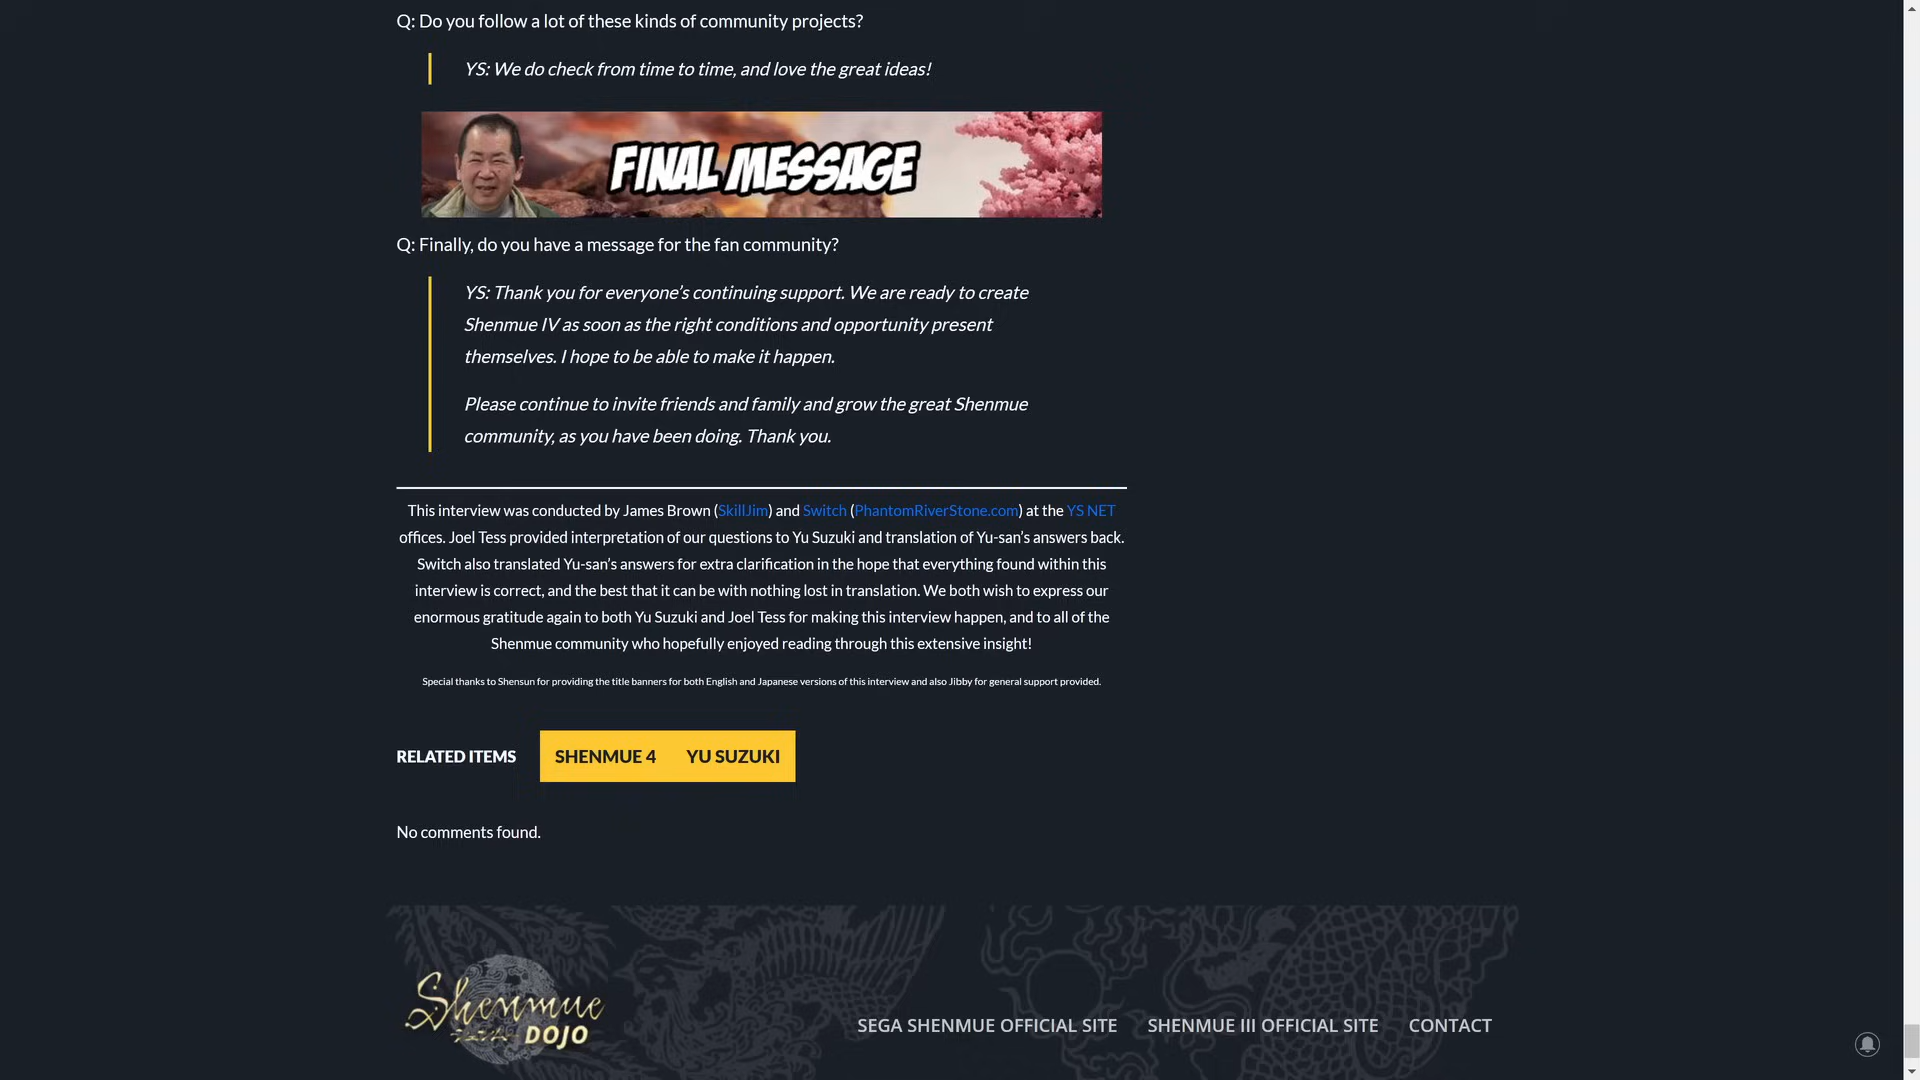 Q: Do you follow a lot of these kinds of community projects?
YS: We do check from time to time, and love the great ideas!
FINAL MESSAGE
Q: Finally, do you have a message for the fan community?
YS: Thank you for everyone’s continuing support. We are ready to create
Shenmue IV as soon as the right conditions and opportunity present
themselves. I hope to be able to make it happen.
Please continue to invite friends and family and grow the great Shenmue
community, as you have been doing. Thank you.
This interview was conducted by James Brown (SkillJim) and Switch (PhantomRiverStone.com) at the YS NET
offices. Joel Tess provided interpretation of our questions to Yu Suzuki and translation of Yu-san’s answers back.
Switch also translated Yu-san’s answers for extra clarification in the hope that everything found within this
interview is correct, and the best that it can be with nothing lost in translation. We both wish to express our
enormous gratitude again to both Yu Suzuki and Joel Tess for making this interview happen, and to all of the
Shenmue community who hopefully enjoyed reading through this extensive insight!
Special thanks to Shensun for providing the title banners for both English and Japanese versions of this interview and also Jibby for general support provided.
RELATED ITEMS SHENMUE 4 YU SUZUKI
No comments found.
Shenmue
DOJO
SEGA SHENMUE OFFICIAL SITE SHENMUE III OFFICIAL SITE CONTACT